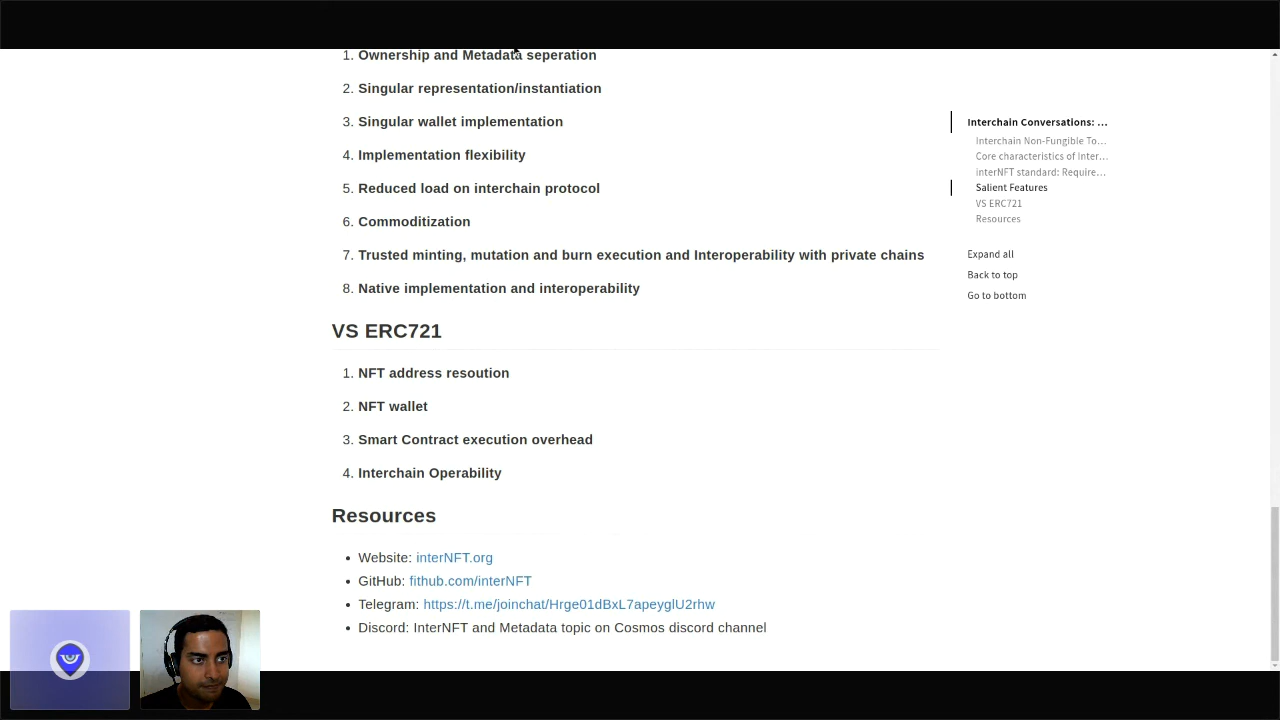 1. Ownership and Metadata seperation
2. Singular representation/instantiation
3. Singular wallet implementation
4. Implementation flexibility
5. Reduced load on interchain protocol
6. Commoditization
7. Trusted minting, mutation and burn execution and Interoperability with private chains
8. Native implementation and interoperability
VS ERC721
1. NFT address resoution
2. NFT wallet
3. Smart Contract execution overhead
4. Interchain Operability
Resources
• Website: interNFT.org
• GitHub: fithub.com/interNFT
• Telegram: https://t.me/joinchat/Hrge01dBxL7apeyglU2rhw
• Discord: InterNFT and Metadata topic on Cosmos discord channel
Interchain Conversations: ...
Interchain Non-Fungible To...
Core characteristics of Inter...
interNFT standard: Require...
Salient Features
VS ERC721
Resources
Expand all
Back to top
Go to bottom